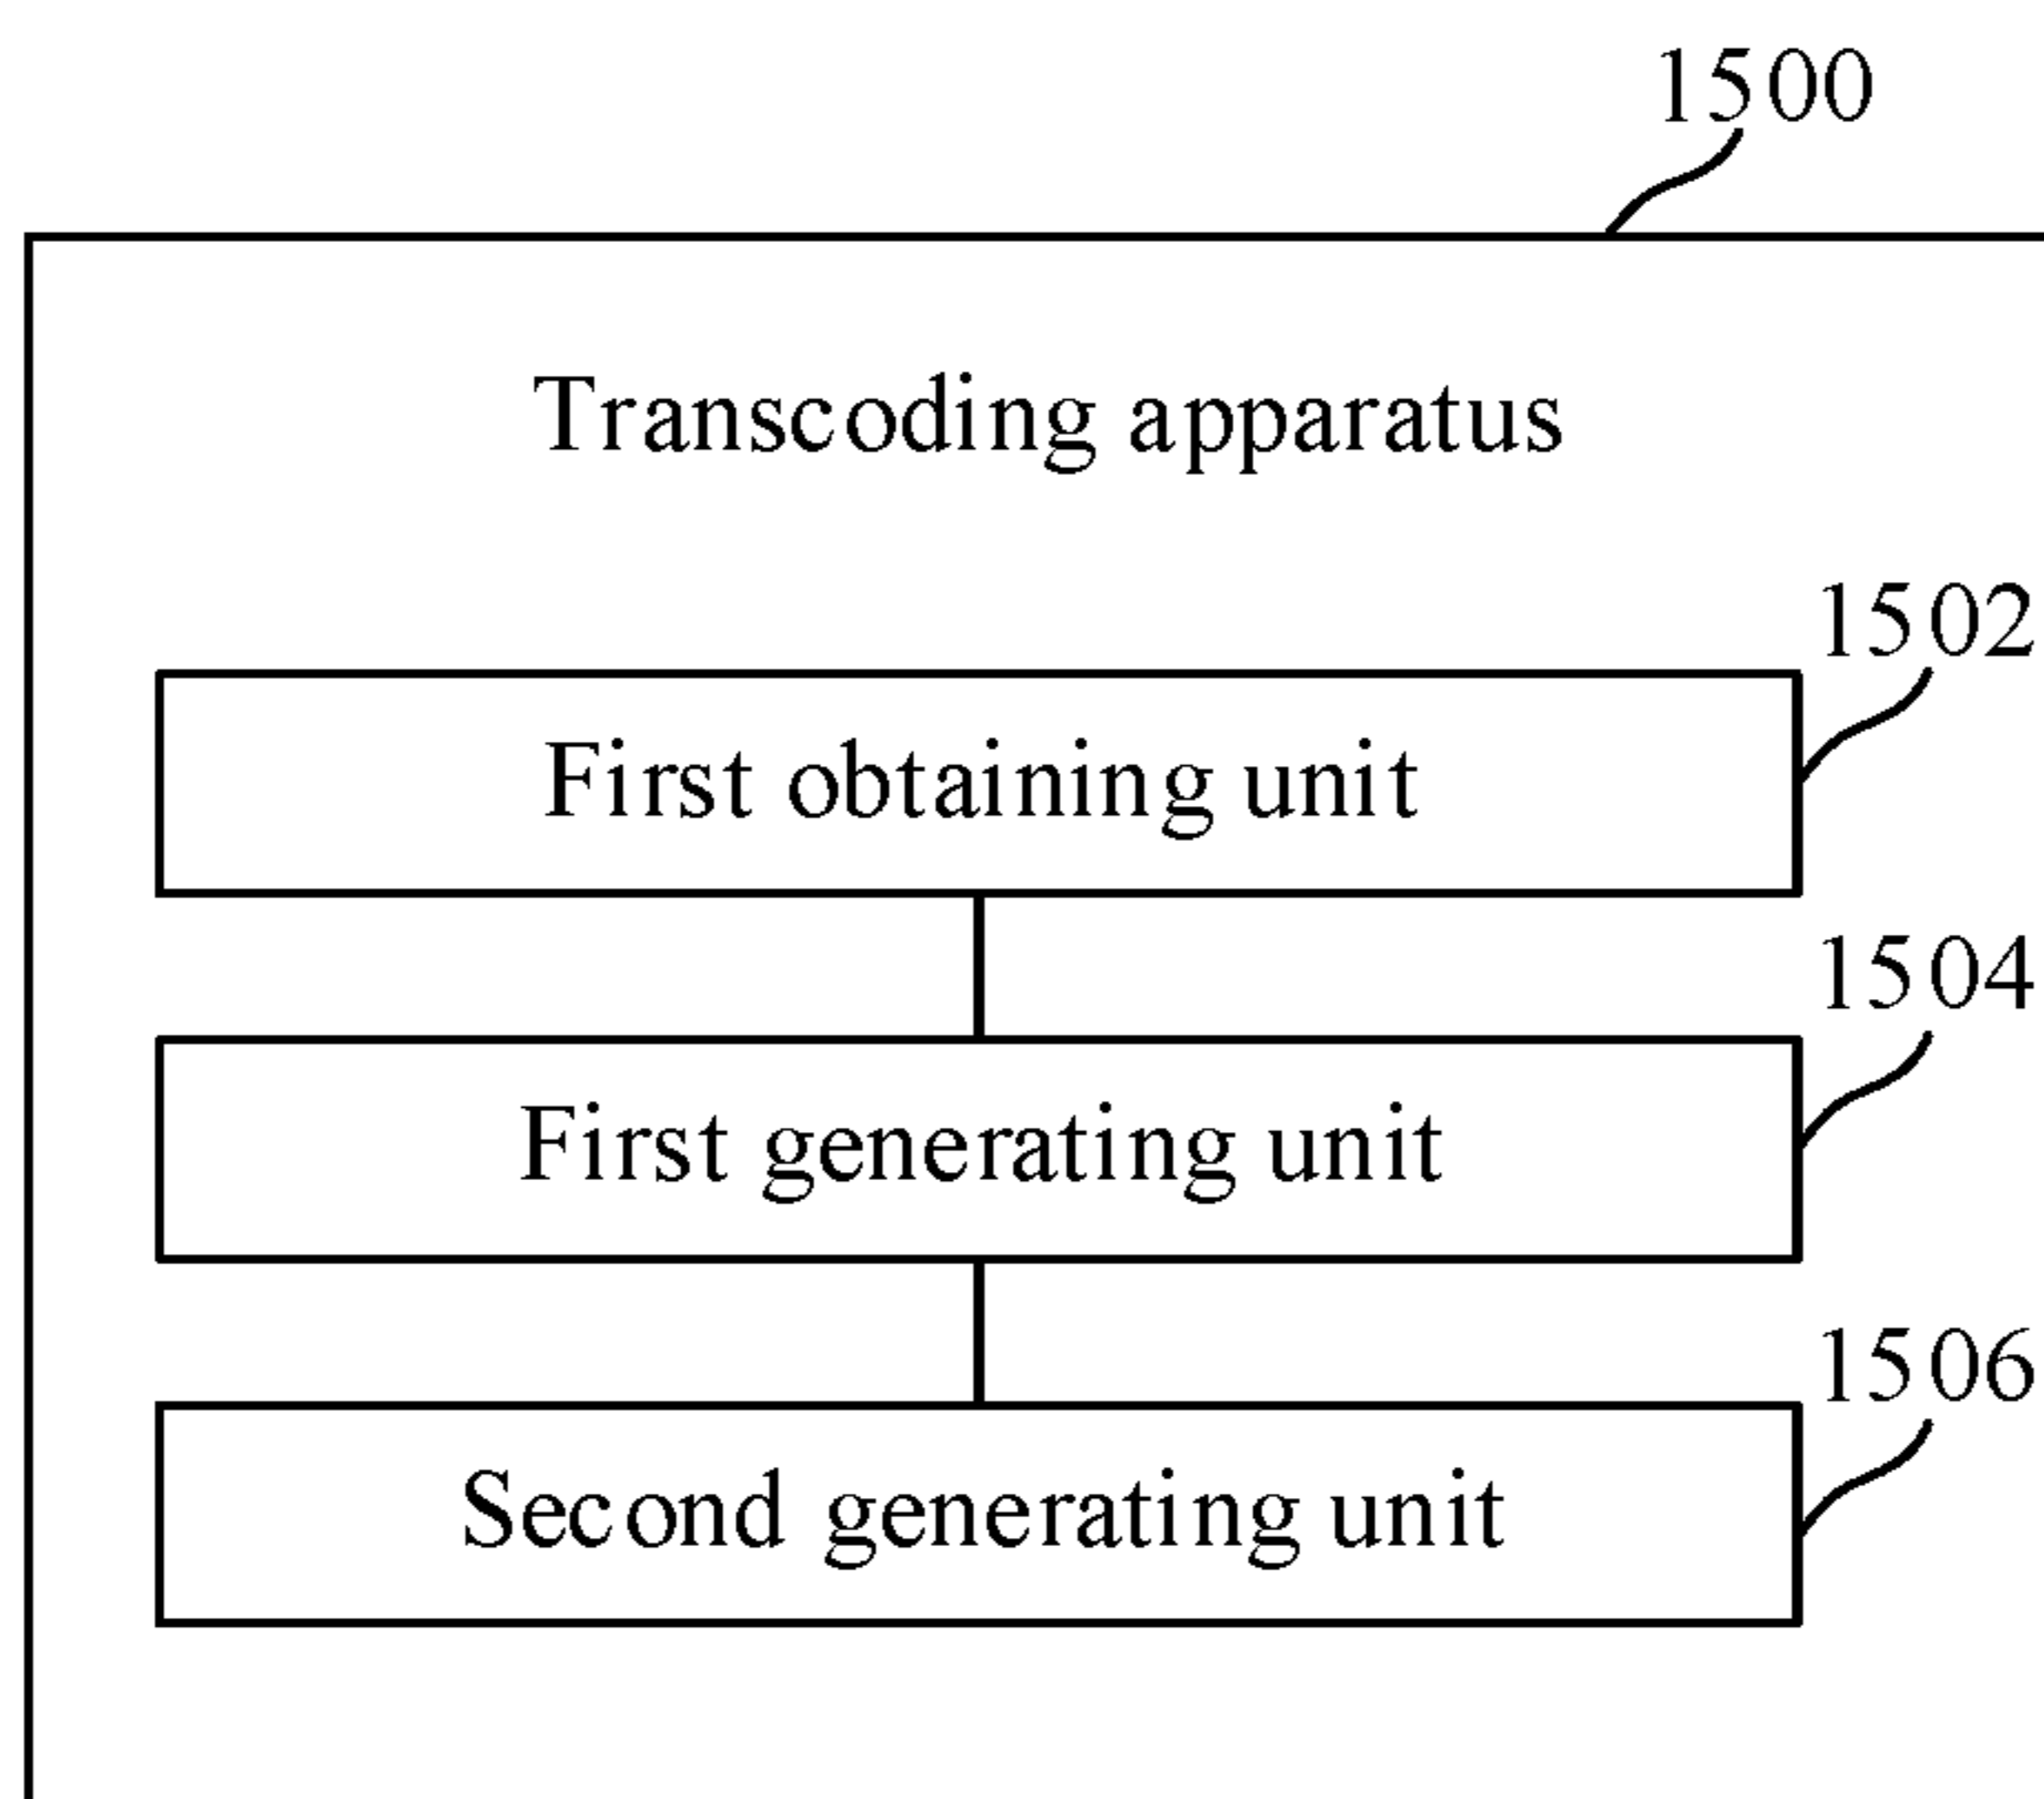 1500
Transcoding apparatus
1502
First obtaining unit
1504
First generating unit
1506
Second generating unit